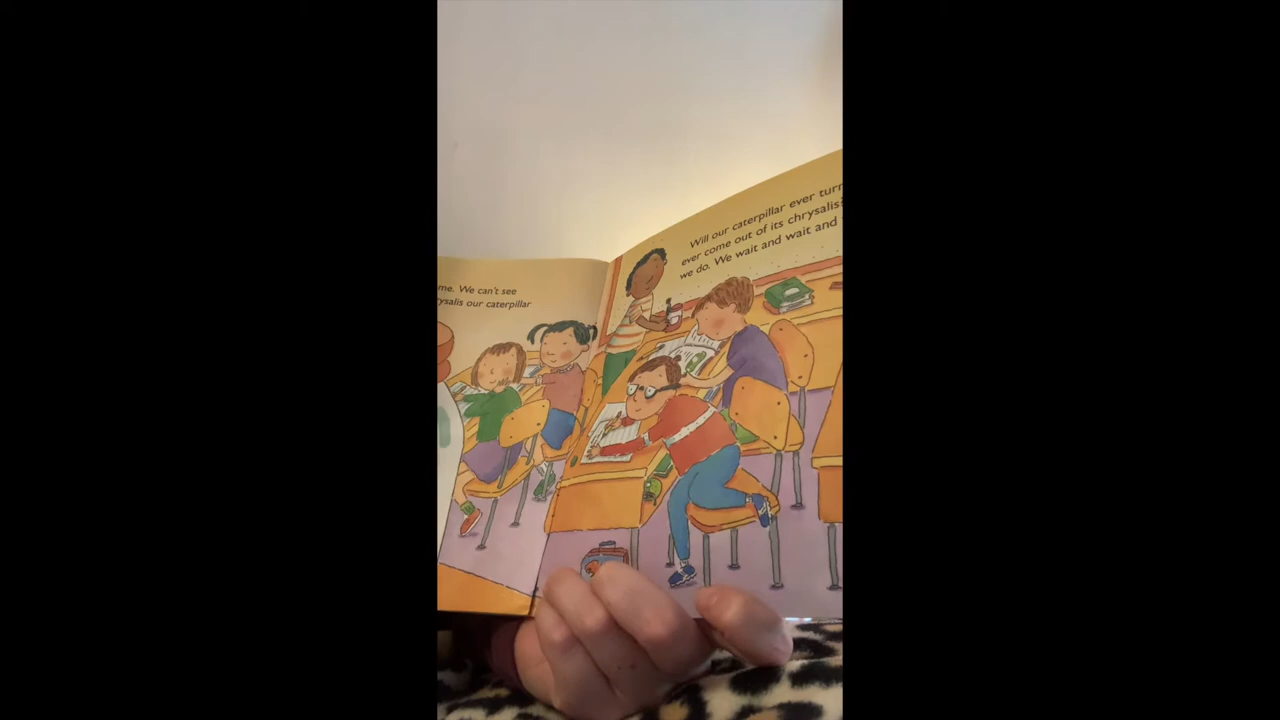 me. We can't see
rysalis our caterpillar
Will our caterpillar ever turn
ever come out of its chrysalis?
we do. We wait and wait and